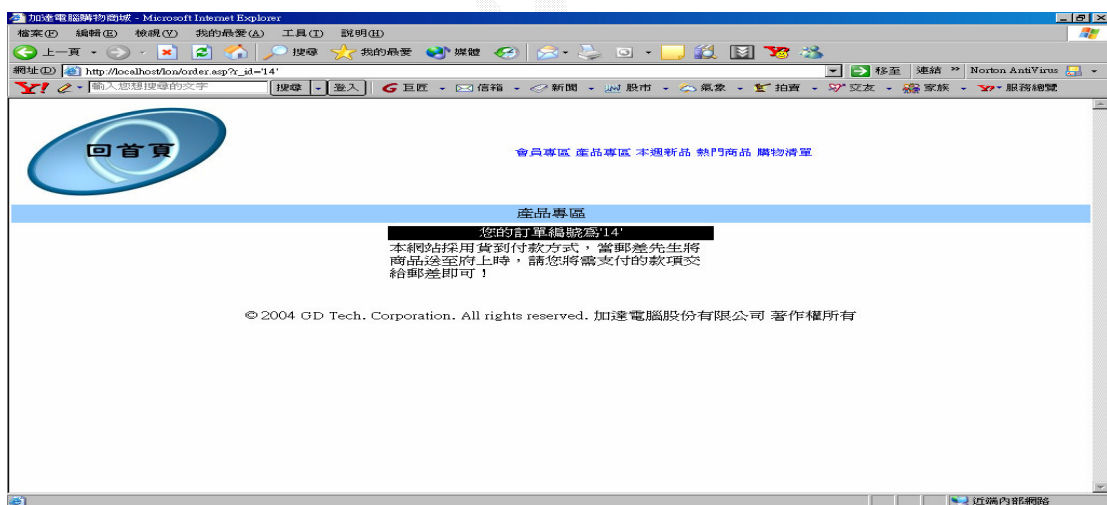 加達電腦購物商城 - Microsoft Internet Explorer
檔案(F) 編輯(E) 檢視(V) 我的最愛(A) 工具(T) 說明(H)
上一頁 搜尋 我的最愛 媒體
網址(D) http://localhost/lon/order.asp?r_id='14' 移至 連結 » Norton AntiVirus
Y! 輸入您想搜尋的文字 搜尋 登入 G 巨匠 信箱 新聞 股市 氣象 拍賣 交友 家族 服務總覽
回首頁
會員專區 產品專區 本週新品 熱門商品 購物清單
產品專區
您的訂單編號為'14'
本網站採用貨到付款方式，當郵差先生將
商品送至府上時，請您將需支付的款項交
給郵差即可！
©2004 GD Tech. Corporation. All rights reserved. 加達電腦股份有限公司 著作權所有
近端內部網路